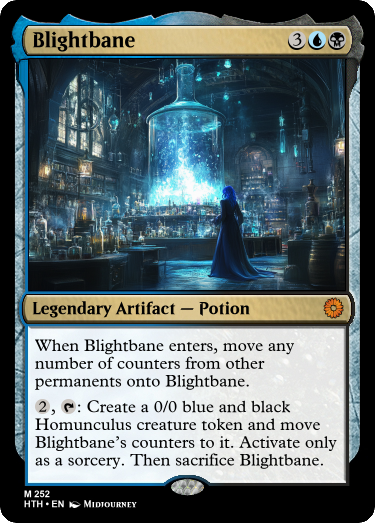 Blightbane 3
Legendary Artifact — Potion
When Blightbane enters, move any
number of counters from other
permanents onto Blightbane.
2, : Create a 0/0 blue and black
Homunculus creature token and move
Blightbane's counters to it. Activate only
as a sorcery. Then sacrifice Blightbane.
M 252
HTH • EN Midjourney